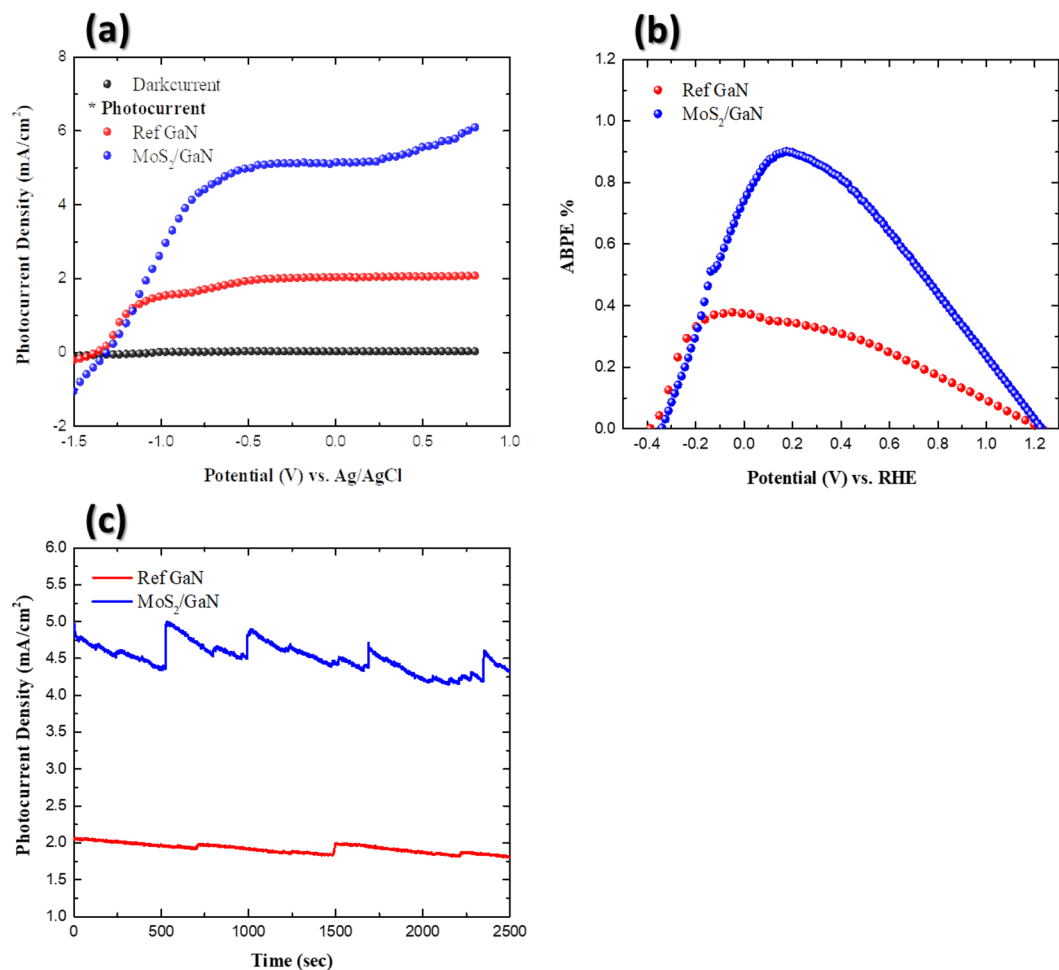 (a)
8
6
4
2
0
-2
Photocurrent Density (mA/cm²)
Darkcurrent
* Photocurrent
Ref GaN
MoS₂/GaN
-1.5
-1.0
-0.5
0.0
0.5
1.0
Potential (V) vs. Ag/AgCl
(b)
1.2
1.0
0.8
0.6
0.4
0.2
0.0
ABPE %
Ref GaN
MoS₂/GaN
-0.4
-0.2
0.0
0.2
0.4
0.6
0.8
1.0
1.2
Potential (V) vs. RHE
(c)
6.0
5.5
5.0
4.5
4.0
3.5
3.0
2.5
2.0
1.5
1.0
Photocurrent Density (mA/cm²)
Ref GaN
MoS₂/GaN
0
500
1000
1500
2000
2500
Time (sec)